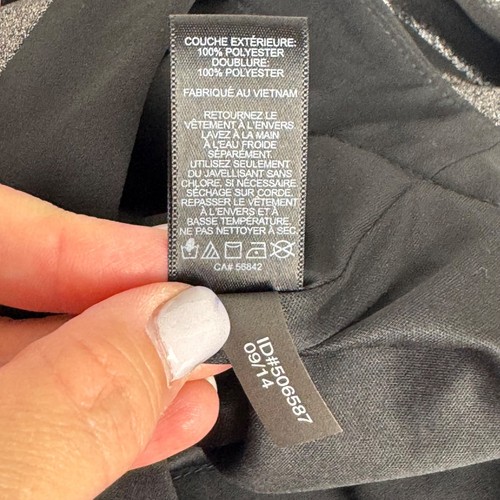 COUCHE EXTÉRIEURE:
100% POLYESTER
DOUBLURE:
100% POLYESTER
FABRIQUÉ AU VIETNAM
RETOURNEZ LE
VÊTEMENT À L'ENVERS
LAVEZ À LA MAIN
À L'EAU FROIDE
SÉPARÉMENT.
UTILISEZ SEULEMENT
DU JAVELLISANT SANS
CHLORE, SI NÉCESSAIRE.
SÉCHAGE SUR CORDE.
REPASSER LE VÊTEMENT
À L'ENVERS ET À
BASSE TEMPÉRATURE.
NE PAS NETTOYER À SEC.
CA# 56842
ID#506587
09/14